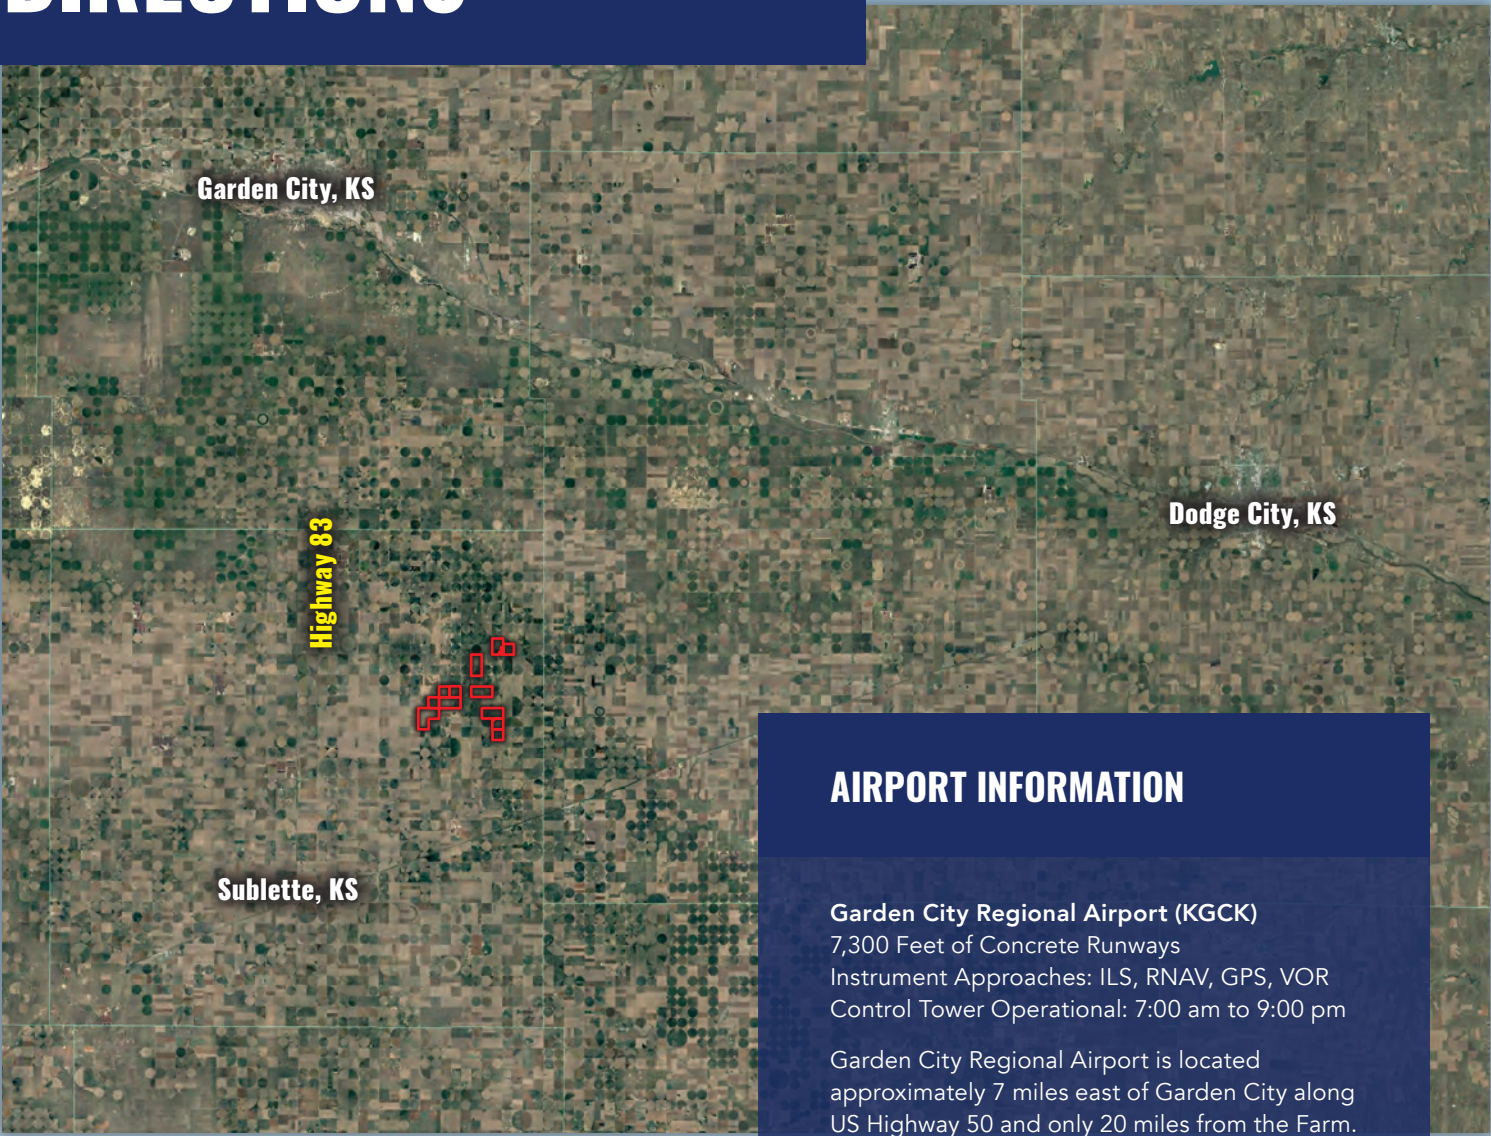 DIRECTIONS
Garden City, KS
Highway 83
Dodge City, KS
Sublette, KS
AIRPORT INFORMATION
Garden City Regional Airport (KGCK)
7,300 Feet of Concrete Runways
Instrument Approaches: ILS, RNAV, GPS, VOR
Control Tower Operational: 7:00 am to 9:00 pm
Garden City Regional Airport is located
approximately 7 miles east of Garden City along
US Highway 50 and only 20 miles from the Farm.